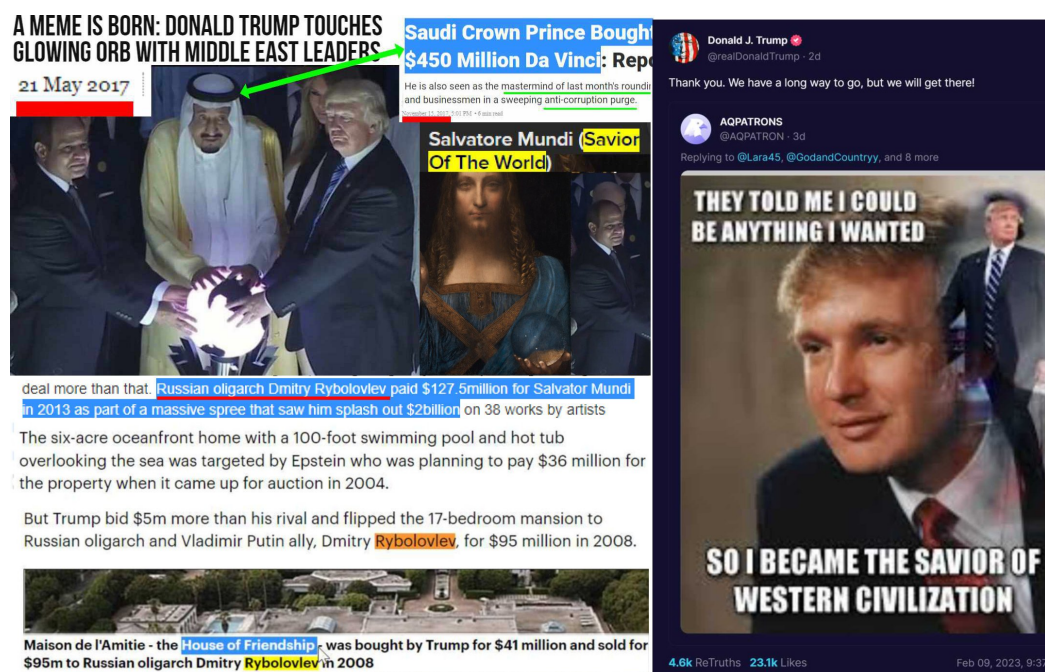 A MEME IS BORN: DONALD TRUMP TOUCHES
GLOWING ORB WITH MIDDLE EAST LEADERS
21 May 2017
Saudi Crown Prince Bought
$450 Million Da Vinci: Repo
He is also seen as the mastermind of last month's roundin
and businessmen in a sweeping anti-corruption purge.
Salvatore Mundi (Savior
Of The World)
deal more than that. Russian oligarch Dmitry Rybolovlev paid $127.5million for Salvator Mundi
in 2013 as part of a massive spree that saw him splash out $2billion on 38 works by artists
The six-acre oceanfront home with a 100-foot swimming pool and hot tub
overlooking the sea was targeted by Epstein who was planning to pay $36 million for
the property when it came up for auction in 2004.
But Trump bid $5m more than his rival and flipped the 17-bedroom mansion to
Russian oligarch and Vladimir Putin ally, Dmitry Rybolovlev, for $95 million in 2008.
Maison de l'Amitie - the House of Friendship - was bought by Trump for $41 million and sold for
$95m to Russian oligarch Dmitry Rybolovlev in 2008
Donald J. Trump
@realDonaldTrump · 2d
Thank you. We have a long way to go, but we will get there!
AQPATRONS
@AQPATRON · 3d
Replying to @Lara45, @GodandCountryy, and 8 more
THEY TOLD ME I COULD
BE ANYTHING I WANTED
SO I BECAME THE SAVIOR OF
WESTERN CIVILIZATION
4.6k ReTruths 23.1k Likes
Feb 09, 2023, 9:3